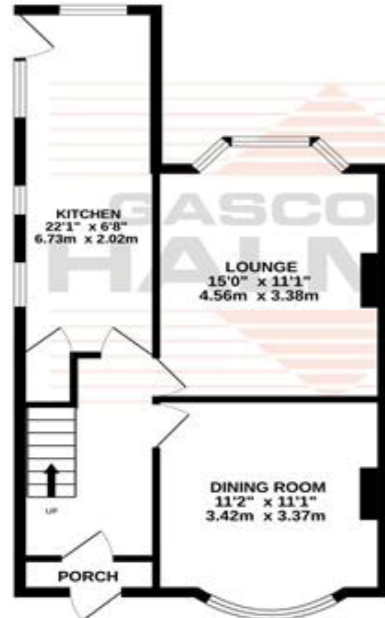 KITCHEN
22'1" x 6'8"
6.73m x 2.02m
GASCO
HALM
LOUNGE
15'0" x 11'1"
4.56m x 3.38m
DINING ROOM
11'2" x 11'1"
3.42m x 3.37m
UP
PORCH